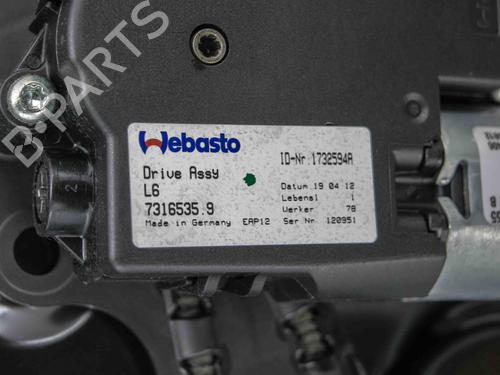 B-PARTS
Webasto
ID-Nr.1732594A
Drive Assy
L6
7316535.9
Made in Germany EAP12
Datum 19 04 12
Lebensl 1
Werker 78
Ser Nr 120951
2